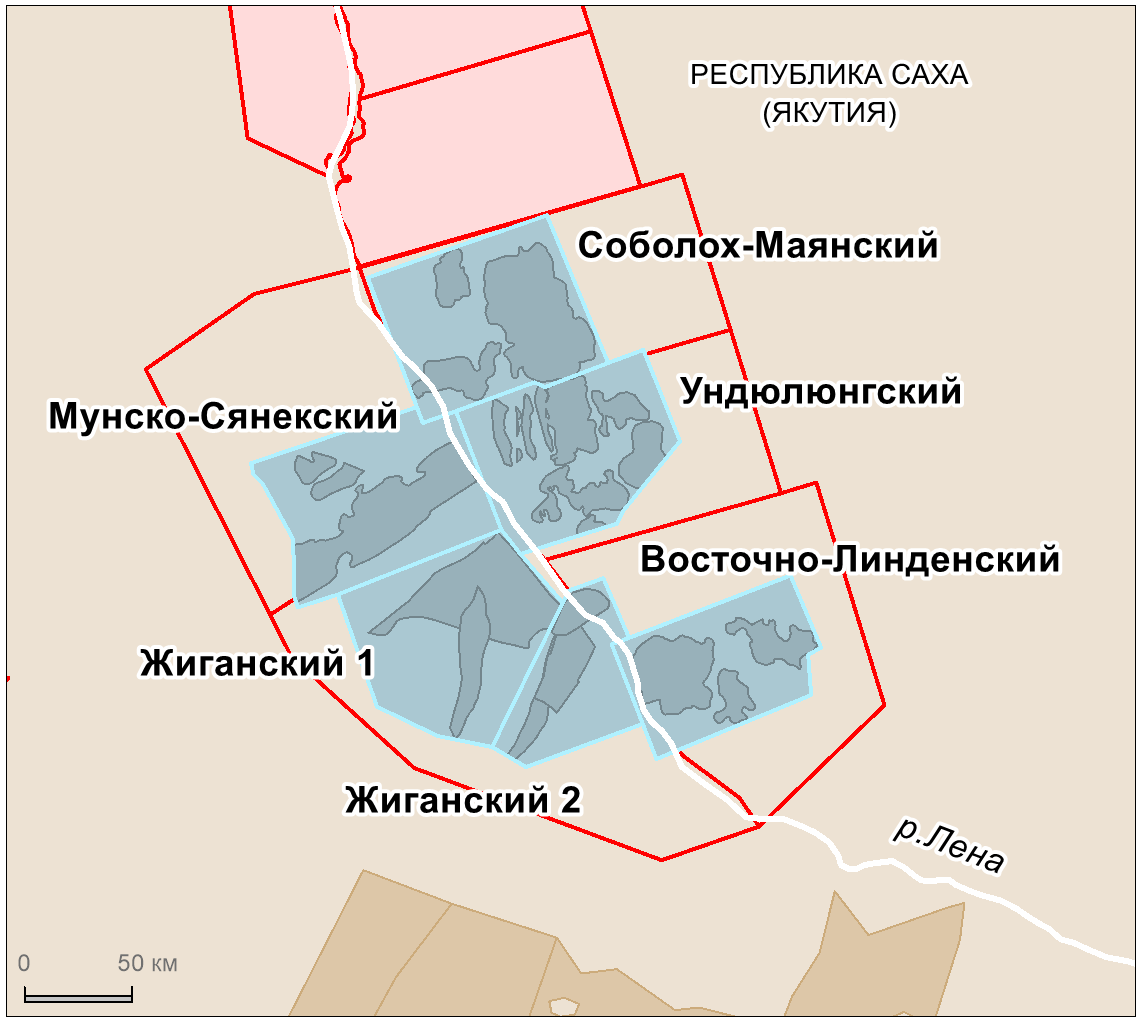 РЕСПУБЛИКА САХА
(ЯКУТИЯ)
Соболох-Маянский
Ундюлюнгский
Мунско-Сянекский
Восточно-Линденский
Жиганский 1
Жиганский 2
р.Лена
0 50 км